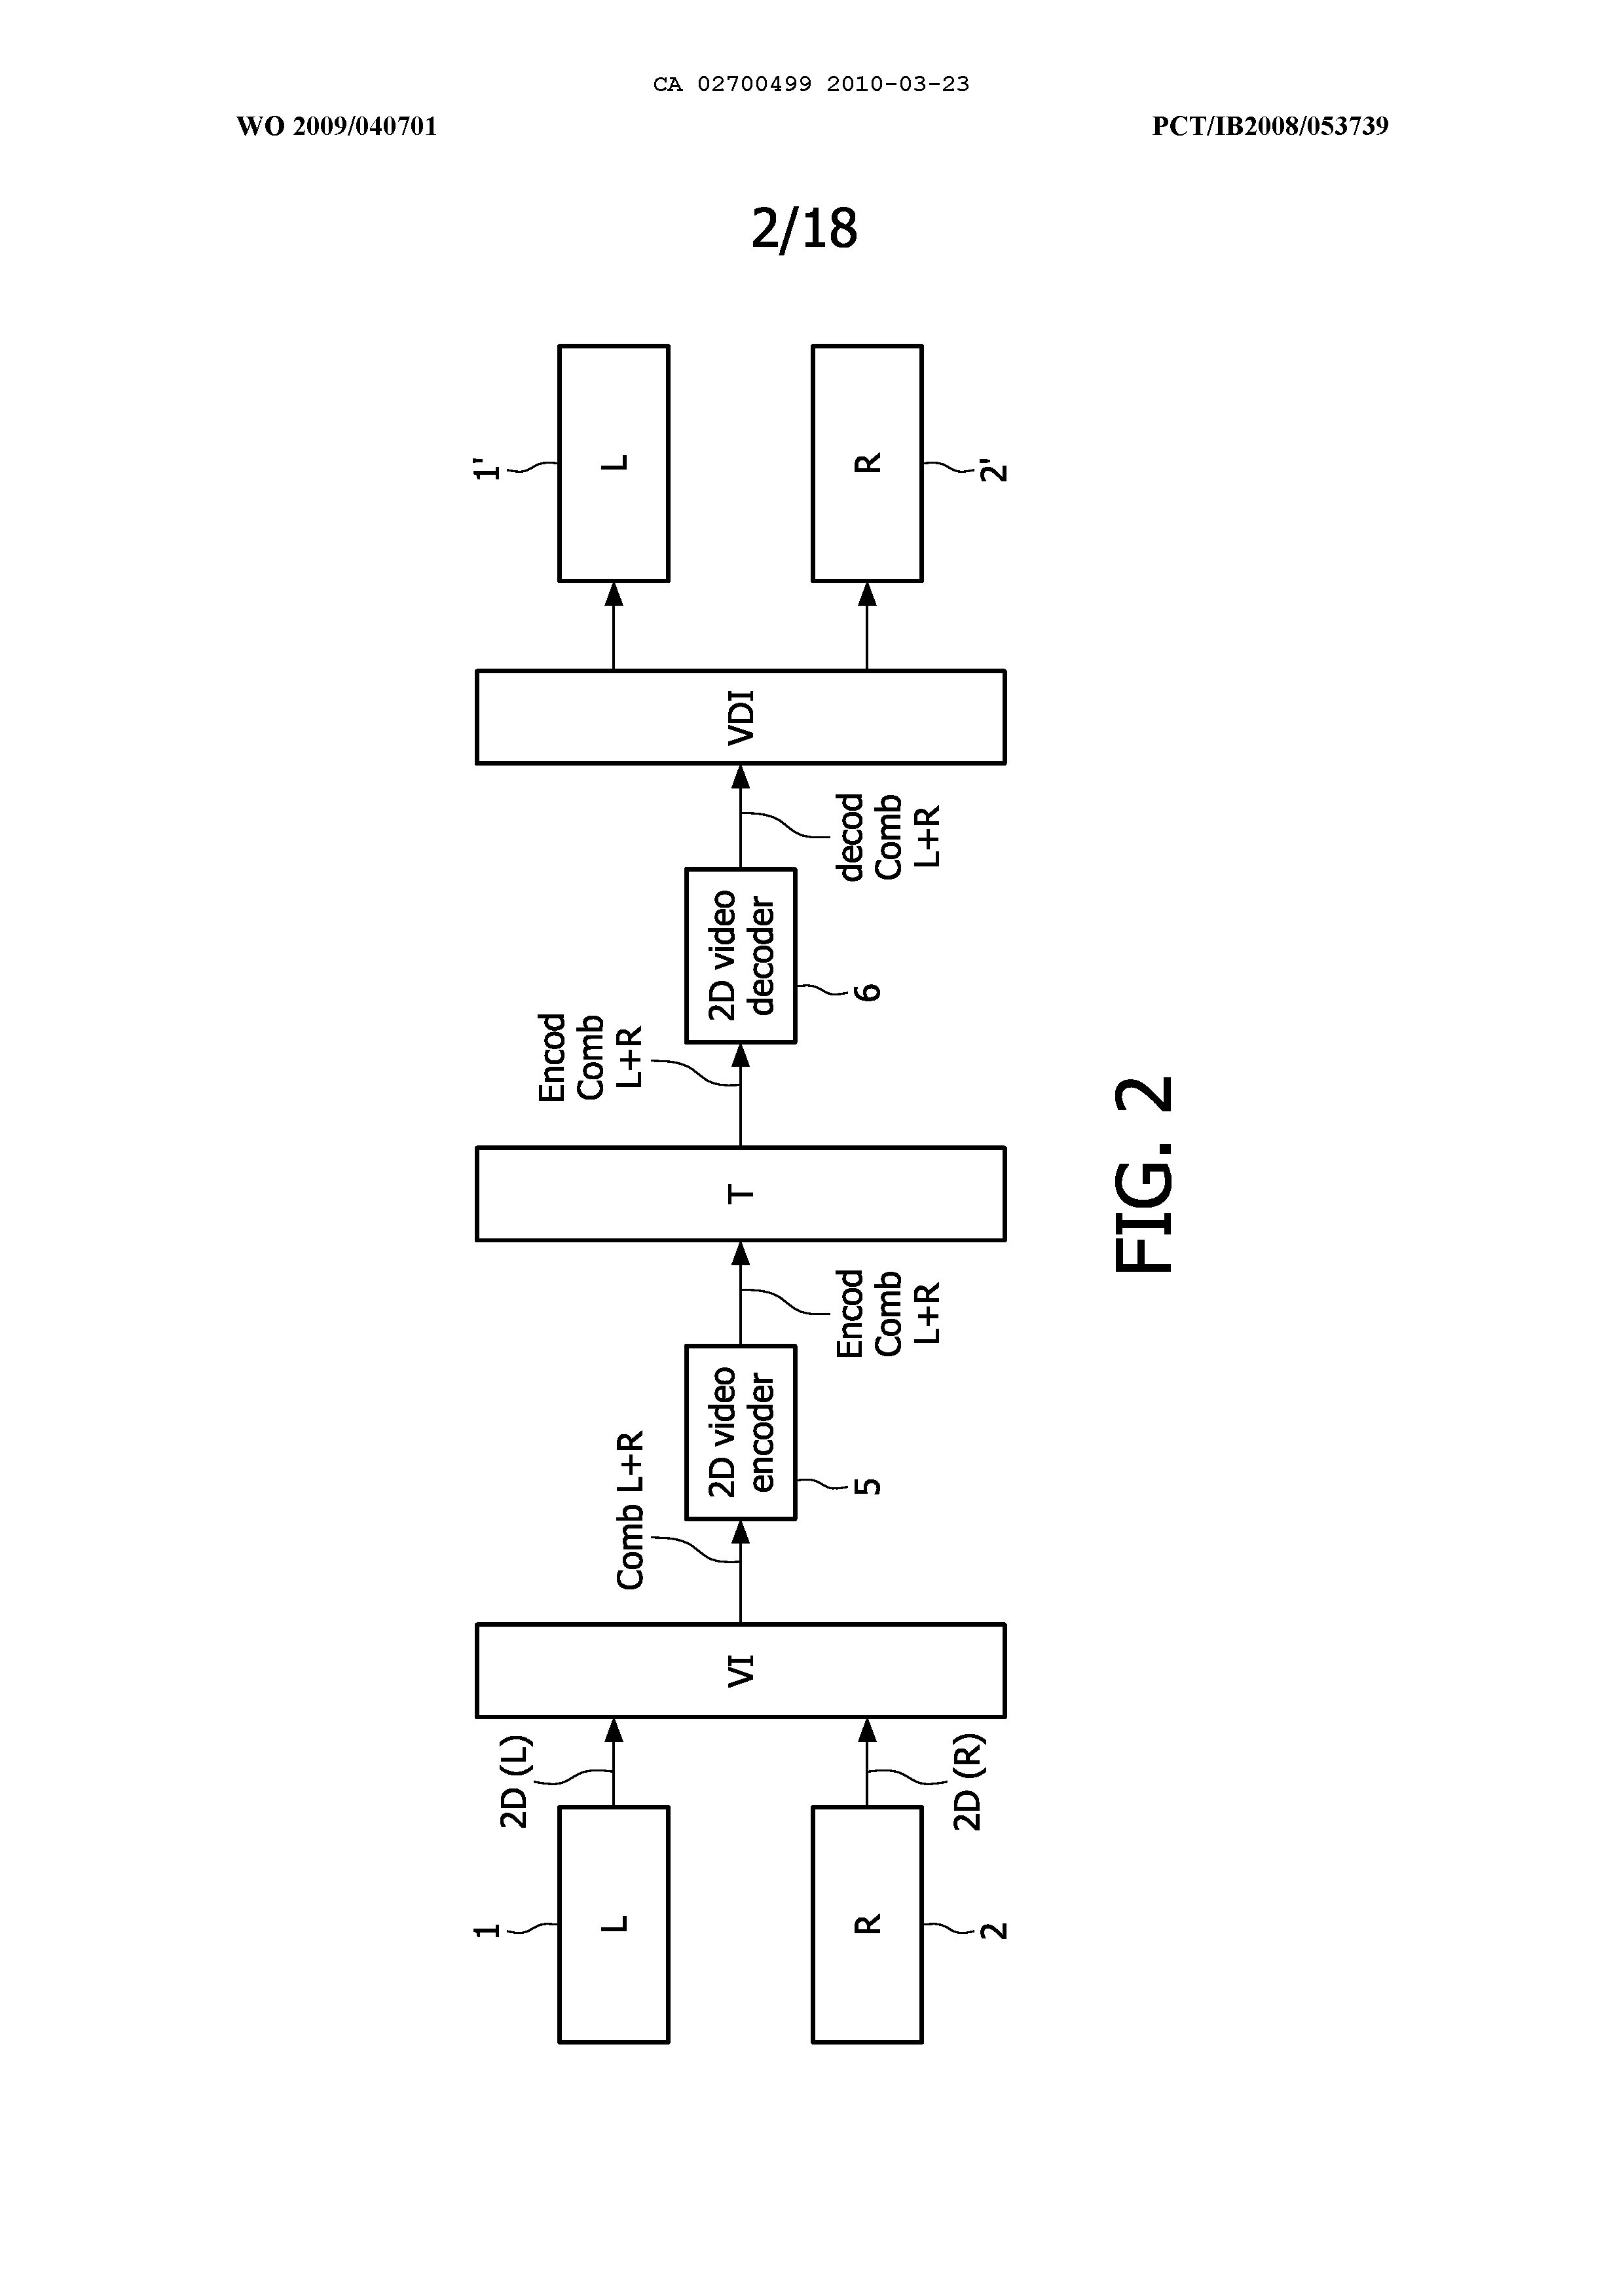 CA 02700499 2010-03-23
WO 2009/040701
PCT/IB2008/053739
2/18
1
L
2D (L)
R
2
2D (R)
VI
Comb L+R
2D video
encoder
5
Encod
Comb
L+R
T
Encod
Comb
L+R
2D video
decoder
6
decod
Comb
L+R
VDI
1'
L
R
2'
FIG. 2